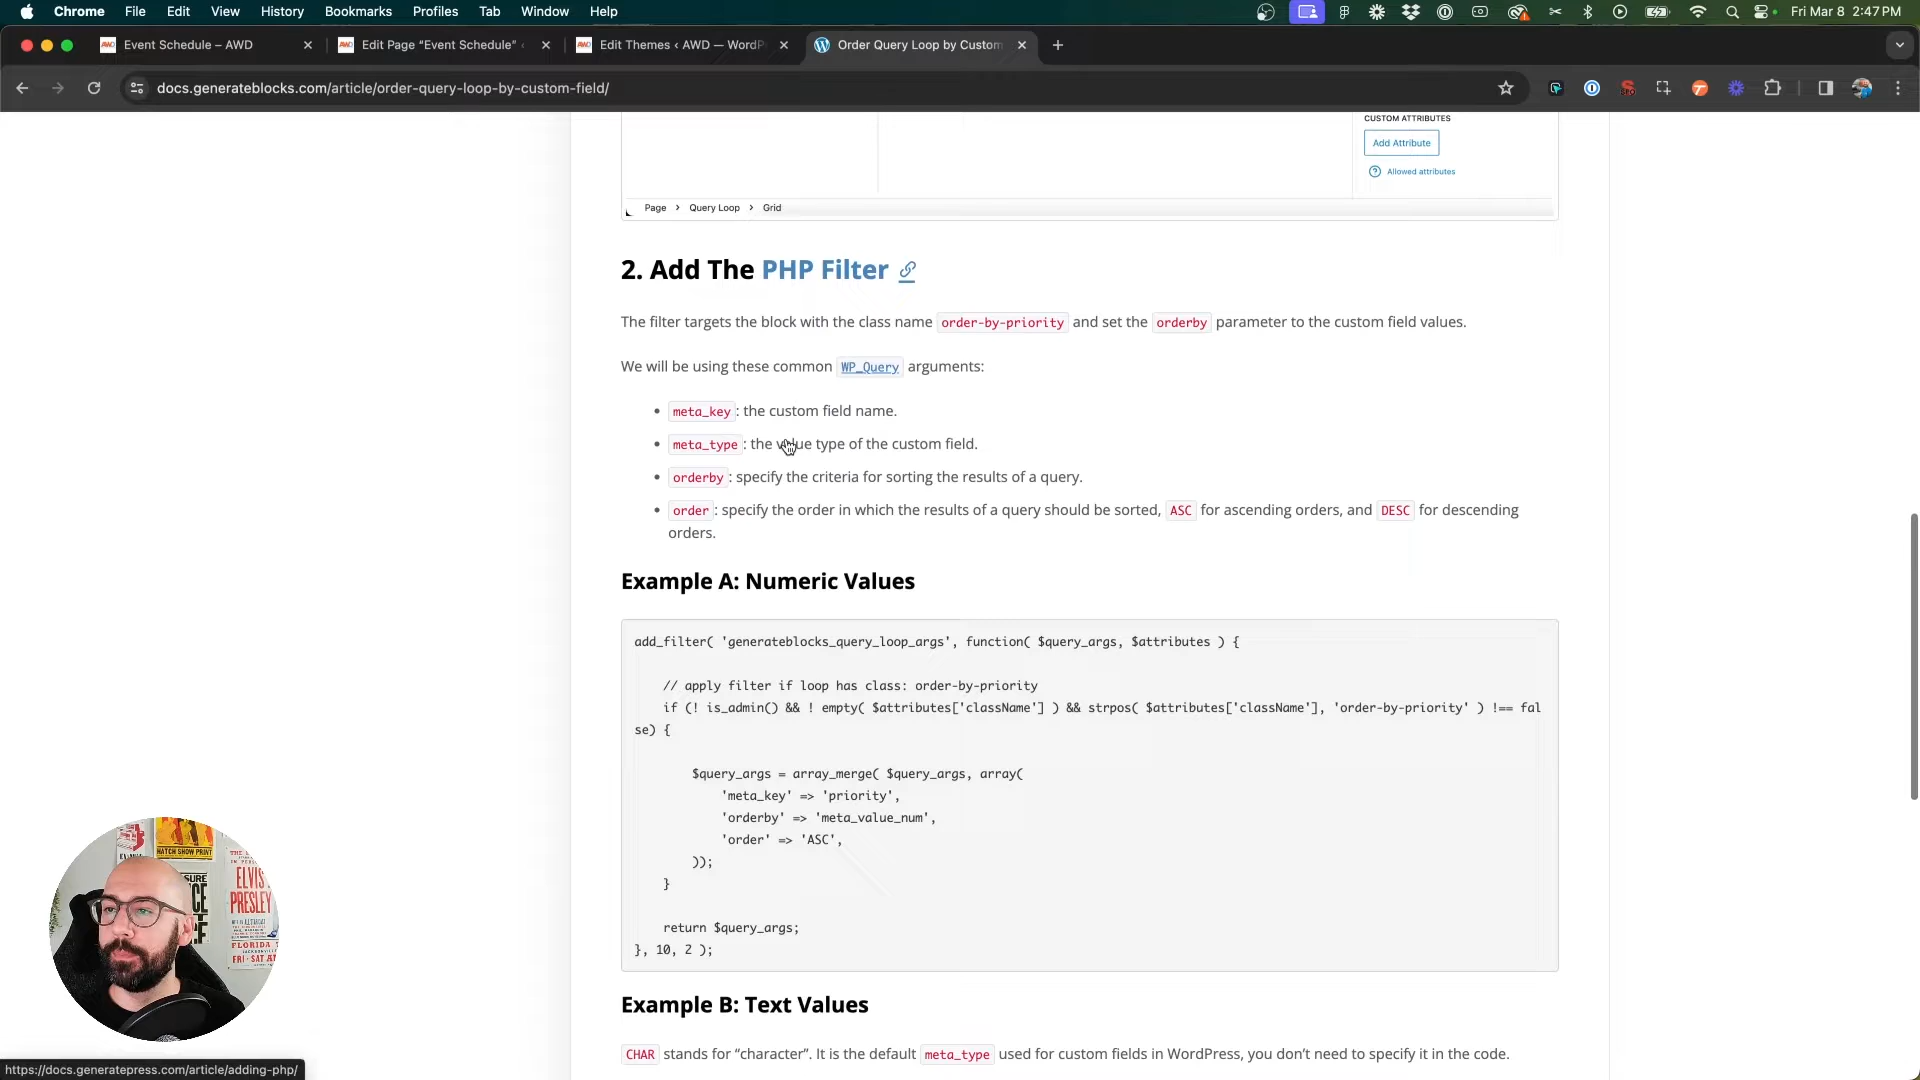 Chrome File Edit View History Bookmarks Profiles Tab Window Help Fri Mar 8 2:47 PM
Event Schedule – AWD
Edit Page “Event Schedule” ‹
Edit Themes ‹ AWD — WordP
Order Query Loop by Custom
docs.generateblocks.com/article/order-query-loop-by-custom-field/
CUSTOM ATTRIBUTES
Add Attribute
Allowed attributes
Page > Query Loop > Grid
2. Add The PHP Filter
The filter targets the block with the class name order-by-priority and set the orderby parameter to the custom field values.
We will be using these common WP_Query arguments:
• meta_key: the custom field name.
• meta_type: the value type of the custom field.
• orderby: specify the criteria for sorting the results of a query.
• order: specify the order in which the results of a query should be sorted, ASC for ascending orders, and DESC for descending
orders.
Example A: Numeric Values
add_filter( 'generateblocks_query_loop_args', function( $query_args, $attributes ) {
// apply filter if loop has class: order-by-priority
if (! is_admin() && ! empty( $attributes['className'] ) && strpos( $attributes['className'], 'order-by-priority' ) !== fal
se) {
$query_args = array_merge( $query_args, array(
'meta_key' => 'priority',
'orderby' => 'meta_value_num',
'order' => 'ASC',
));
}
return $query_args;
}, 10, 2 );
Example B: Text Values
CHAR stands for “character”. It is the default meta_type used for custom fields in WordPress, you don’t need to specify it in the code.
HATCH SHOW PRINT
ELVIS
PRESLEY
FLORIDA
https://docs.generatepress.com/article/adding-php/